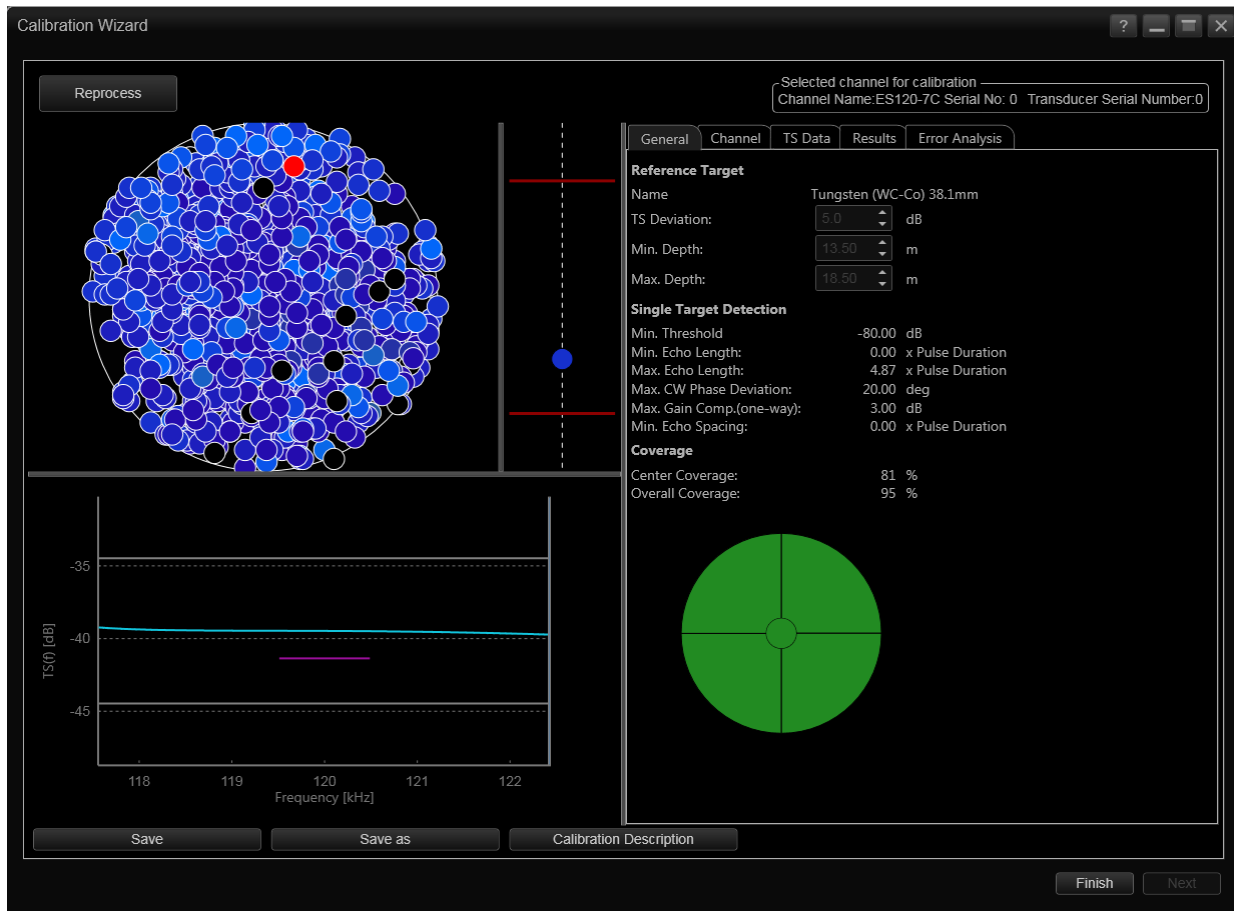 Calibration Wizard
?
Reprocess
Selected channel for calibration
Channel Name:ES120-7C Serial No: 0 Transducer Serial Number:0
General Channel TS Data Results Error Analysis
Reference Target
Name Tungsten (WC-Co) 38.1mm
TS Deviation: 5.0 dB
Min. Depth: 13.50 m
Max. Depth: 18.50 m
Single Target Detection
Min. Threshold -80.00 dB
Min. Echo Length: 0.00 x Pulse Duration
Max. Echo Length: 4.87 x Pulse Duration
Max. CW Phase Deviation: 20.00 deg
Max. Gain Comp.(one-way): 3.00 dB
Min. Echo Spacing: 0.00 x Pulse Duration
Coverage
Center Coverage: 81 %
Overall Coverage: 95 %
TS(f) [dB]
-35
-40
-45
118 119 120 121 122
Frequency [kHz]
Save Save as Calibration Description
Finish Next